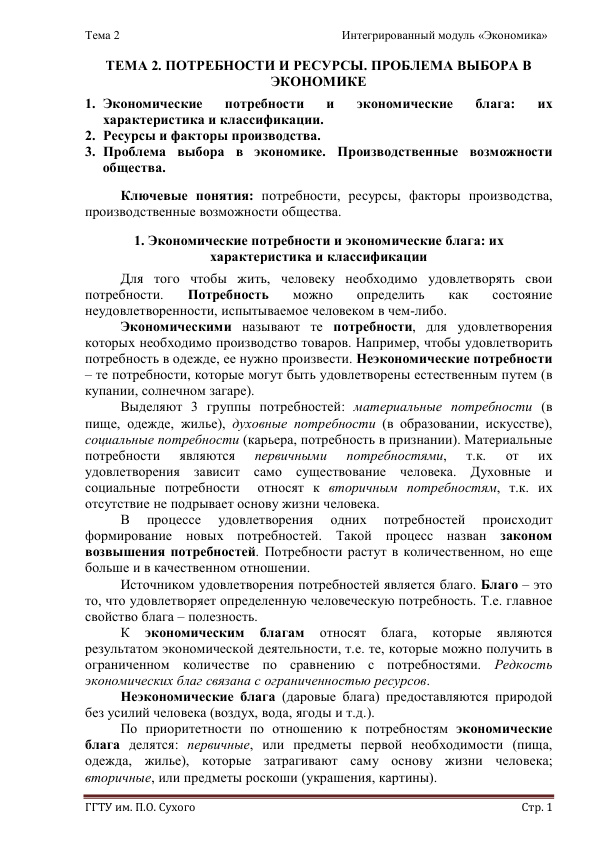 Тема 2 Интегрированный модуль «Экономика»
ТЕМА 2. ПОТРЕБНОСТИ И РЕСУРСЫ. ПРОБЛЕМА ВЫБОРА В
ЭКОНОМИКЕ
1. Экономические потребности и экономические блага: их
характеристика и классификации.
2. Ресурсы и факторы производства.
3. Проблема выбора в экономике. Производственные возможности
общества.
Ключевые понятия: потребности, ресурсы, факторы производства,
производственные возможности общества.
1. Экономические потребности и экономические блага: их
характеристика и классификации
Для того чтобы жить, человеку необходимо удовлетворять свои
потребности. Потребность можно определить как состояние
неудовлетворенности, испытываемое человеком в чем-либо.
Экономическими называют те потребности, для удовлетворения
которых необходимо производство товаров. Например, чтобы удовлетворить
потребность в одежде, ее нужно произвести. Неэкономические потребности
– те потребности, которые могут быть удовлетворены естественным путем (в
купании, солнечном загаре).
Выделяют 3 группы потребностей: материальные потребности (в
пище, одежде, жилье), духовные потребности (в образовании, искусстве),
социальные потребности (карьера, потребность в признании). Материальные
потребности являются первичными потребностями, т.к. от их
удовлетворения зависит само существование человека. Духовные и
социальные потребности относят к вторичным потребностям, т.к. их
отсутствие не подрывает основу жизни человека.
В процессе удовлетворения одних потребностей происходит
формирование новых потребностей. Такой процесс назван законом
возвышения потребностей. Потребности растут в количественном, но еще
больше и в качественном отношении.
Источником удовлетворения потребностей является благо. Благо – это
то, что удовлетворяет определенную человеческую потребность. Т.е. главное
свойство блага – полезность.
К экономическим благам относят блага, которые являются
результатом экономической деятельности, т.е. те, которые можно получить в
ограниченном количестве по сравнению с потребностями. Редкость
экономических благ связана с ограниченностью ресурсов.
Неэкономические блага (даровые блага) предоставляются природой
без усилий человека (воздух, вода, ягоды и т.д.).
По приоритетности по отношению к потребностям экономические
блага делятся: первичные, или предметы первой необходимости (пища,
одежда, жилье), которые затрагивают саму основу жизни человека;
вторичные, или предметы роскоши (украшения, картины).
ГГТУ им. П.О. Сухого Стр. 1